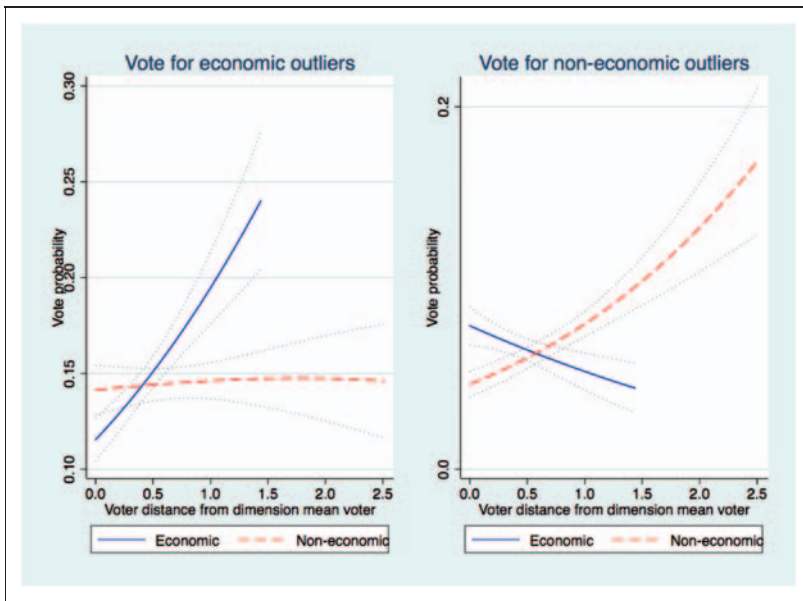 Vote for economic outliers
Vote probability
0.30
0.25
0.20
0.15
0.10
0.0 0.5 1.0 1.5 2.0 2.5
Voter distance from dimension mean voter
Economic Non-economic
Vote for non-economic outliers
Vote probability
0.2
0.0
0.0 0.5 1.0 1.5 2.0 2.5
Voter distance from dimension mean voter
Economic Non-economic